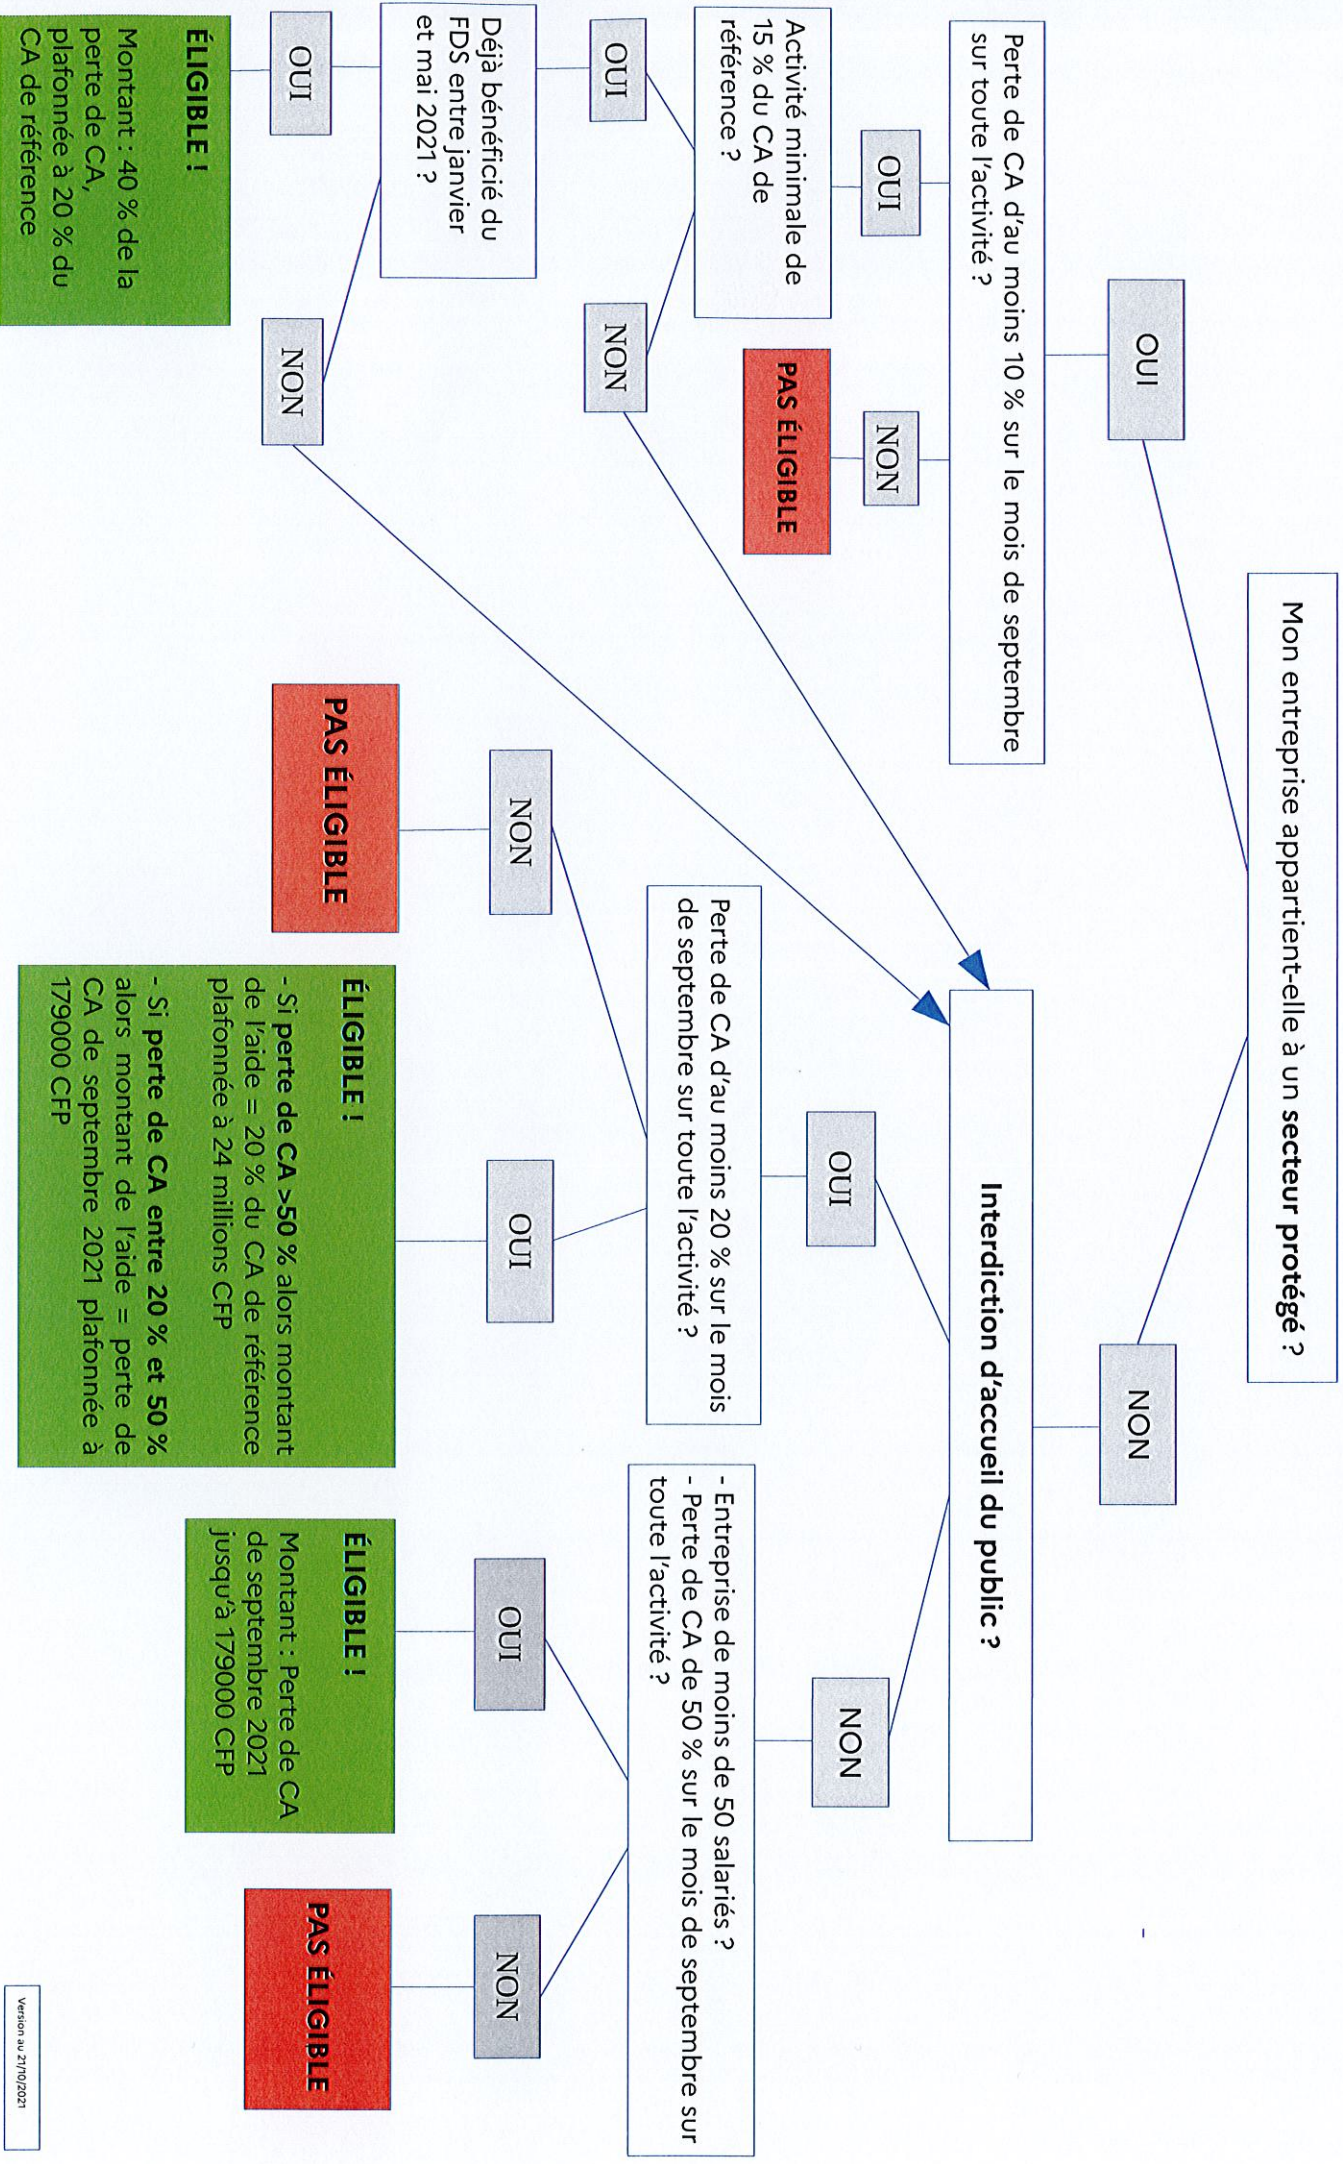 Mon entreprise appartient-elle à un secteur protégé ?
OUI
NON
Perte de CA d'au moins 10 % sur le mois de septembre
sur toute l'activité ?
Interdiction d'accueil du public ?
OUI
NON
OUI
NON
Activité minimale de
15 % du CA de
référence ?
PAS ÉLIGIBLE
Perte de CA d'au moins 20 % sur le mois
de septembre sur toute l'activité ?
- Entreprise de moins de 50 salariés ?
- Perte de CA de 50 % sur le mois de septembre sur
toute l'activité ?
OUI
NON
NON
OUI
OUI
NON
Déjà bénéficié du
FDS entre janvier
et mai 2021 ?
OUI
NON
PAS ÉLIGIBLE
ÉLIGIBLE !
- Si perte de CA >50 % alors montant
de l'aide = 20 % du CA de référence
plafonnée à 24 millions CFP
- Si perte de CA entre 20 % et 50 %
alors montant de l'aide = perte de
CA de septembre 2021 plafonnée à
179000 CFP
ÉLIGIBLE !
Montant : Perte de CA
de septembre 2021
jusqu'à 179000 CFP
PAS ÉLIGIBLE
ÉLIGIBLE !
Montant : 40 % de la
perte de CA,
plafonnée à 20 % du
CA de référence
Version au 21/10/2021